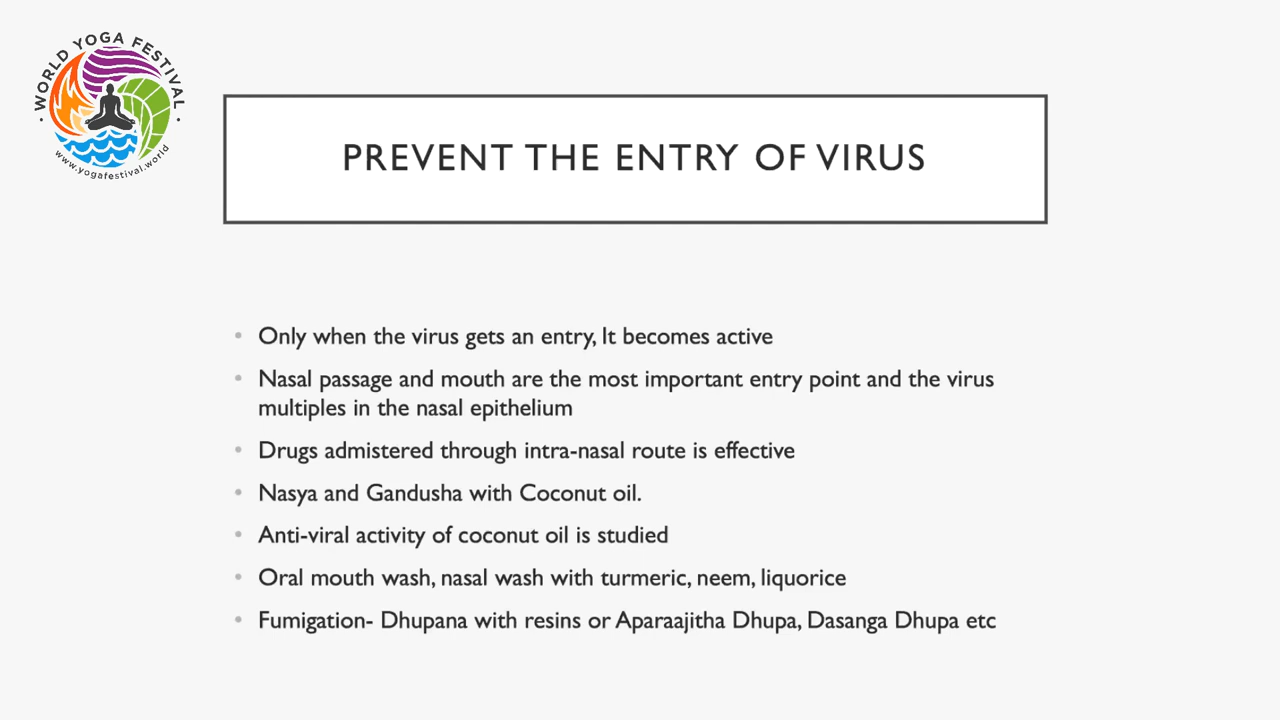 • WORLD YOGA FESTIVAL •
www.yogafestival.world
PREVENT THE ENTRY OF VIRUS
• Only when the virus gets an entry, It becomes active
• Nasal passage and mouth are the most important entry point and the virus
multiples in the nasal epithelium
• Drugs admistered through intra-nasal route is effective
• Nasya and Gandusha with Coconut oil.
• Anti-viral activity of coconut oil is studied
• Oral mouth wash, nasal wash with turmeric, neem, liquorice
• Fumigation- Dhupana with resins or Aparaajitha Dhupa, Dasanga Dhupa etc